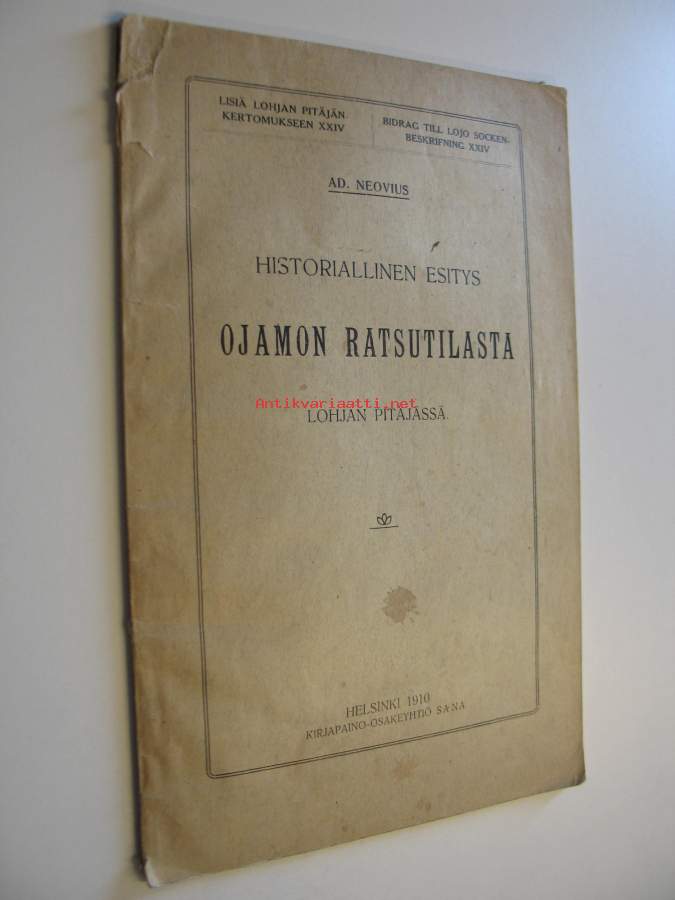 LISIÄ LOHJAN PITÄJÄN-
KERTOMUKSEEN XXIV
BIDRAG TILL LOJO SOCKEN-
BESKRIFNING XXIV
AD. NEOVIUS
HISTORIALLINEN ESITYS
OJAMON RATSUTILASTA
Antikvariaatti.net
LOHJAN PITÄJÄSSÄ.
HELSINKI 1910
KIRJAPAINO-OSAKEYHTIÖ SANA